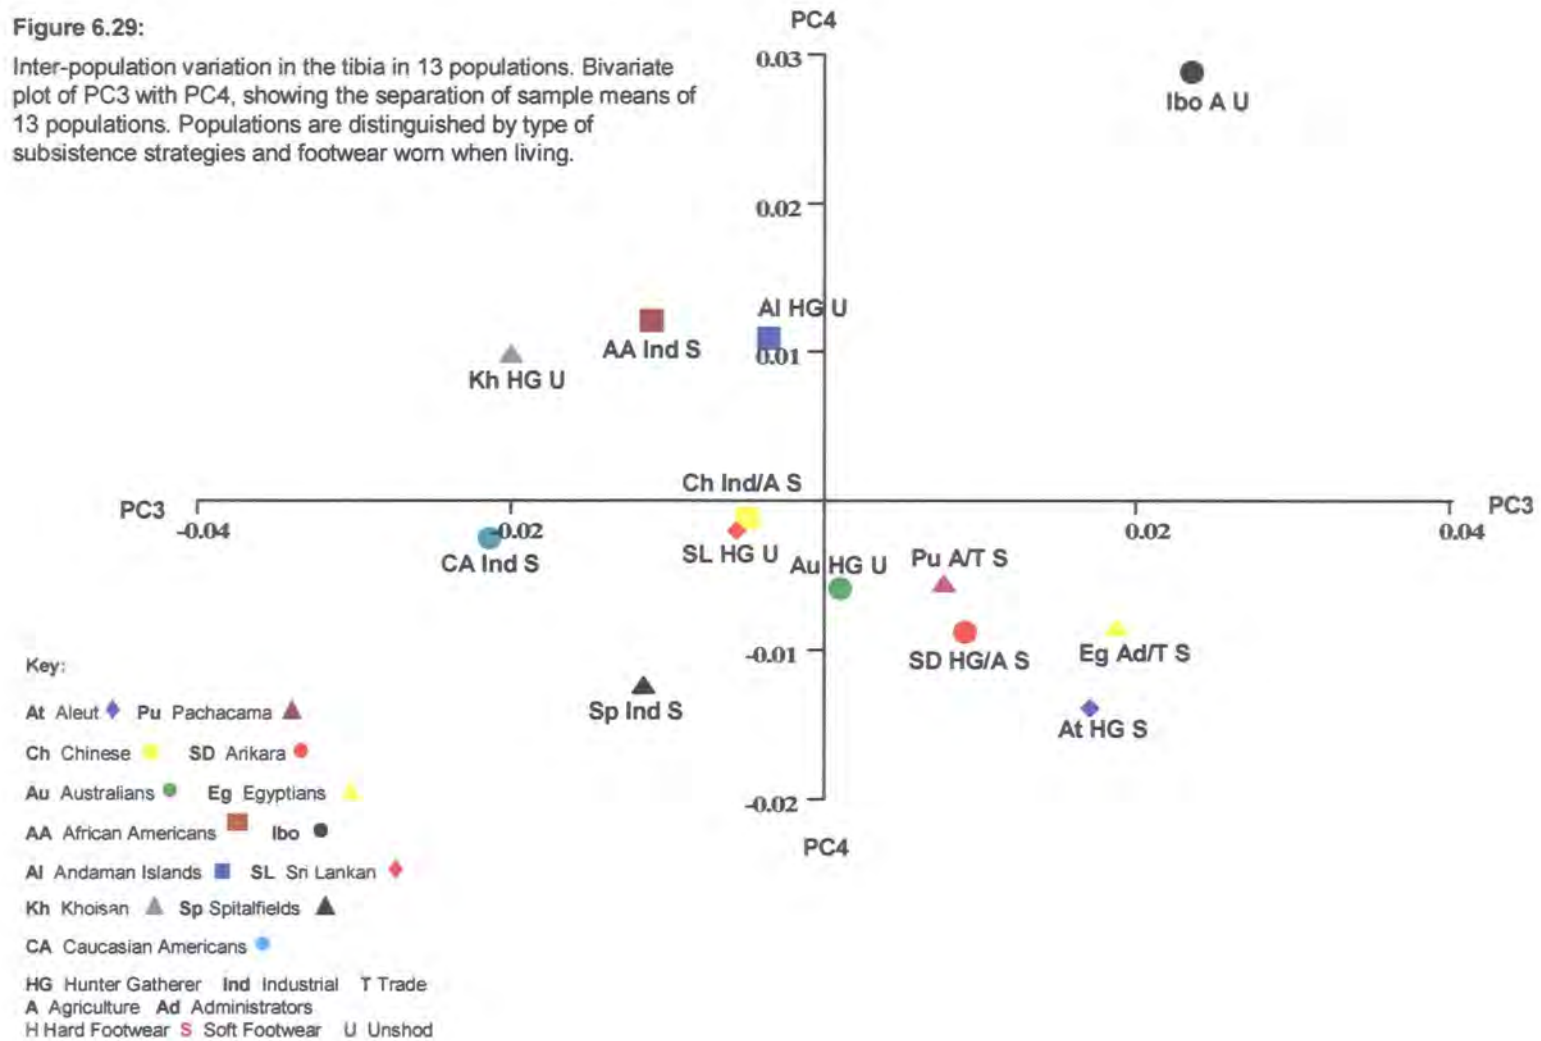 Figure 6.29:
Inter-population variation in the tibia in 13 populations. Bivariate
plot of PC3 with PC4, showing the separation of sample means of
13 populations. Populations are distinguished by type of
subsistence strategies and footwear worn when living.
PC4
0.03
Ibo A U
0.02
AI HG U
AA Ind S
0.01
Kh HG U
Ch Ind/A S
PC3
PC3
-0.04
-0.02
0.02
0.04
CA Ind S
SL HG U
Au HG U
Pu A/T S
-0.01
SD HG/A S
Eg Ad/T S
Sp Ind S
At HG S
-0.02
PC4
Key:
At Aleut Pu Pachacama
Ch Chinese SD Arikara
Au Australians Eg Egyptians
AA African Americans Ibo
AI Andaman Islands SL Sri Lankan
Kh Khoisan Sp Spitalfields
CA Caucasian Americans
HG Hunter Gatherer Ind Industrial T Trade
A Agriculture Ad Administrators
H Hard Footwear S Soft Footwear U Unshod